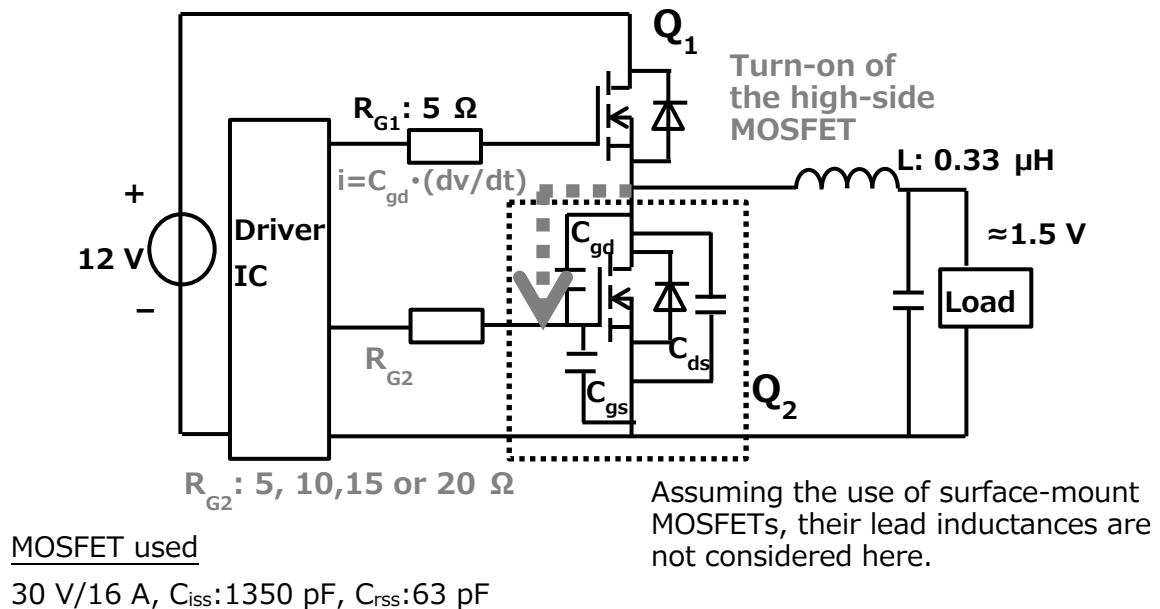 Q1
Turn-on of
the high-side
MOSFET
RG1: 5 Ω
L: 0.33 µH
i=Cgd･(dv/dt)
+
12 V
−
Driver
IC
Cgd
≈1.5 V
Load
RG2
Cds
Cgs
Q2
RG2: 5, 10,15 or 20 Ω
Assuming the use of surface-mount
MOSFETs, their lead inductances are
not considered here.
MOSFET used
30 V/16 A, Ciss:1350 pF, Crss:63 pF